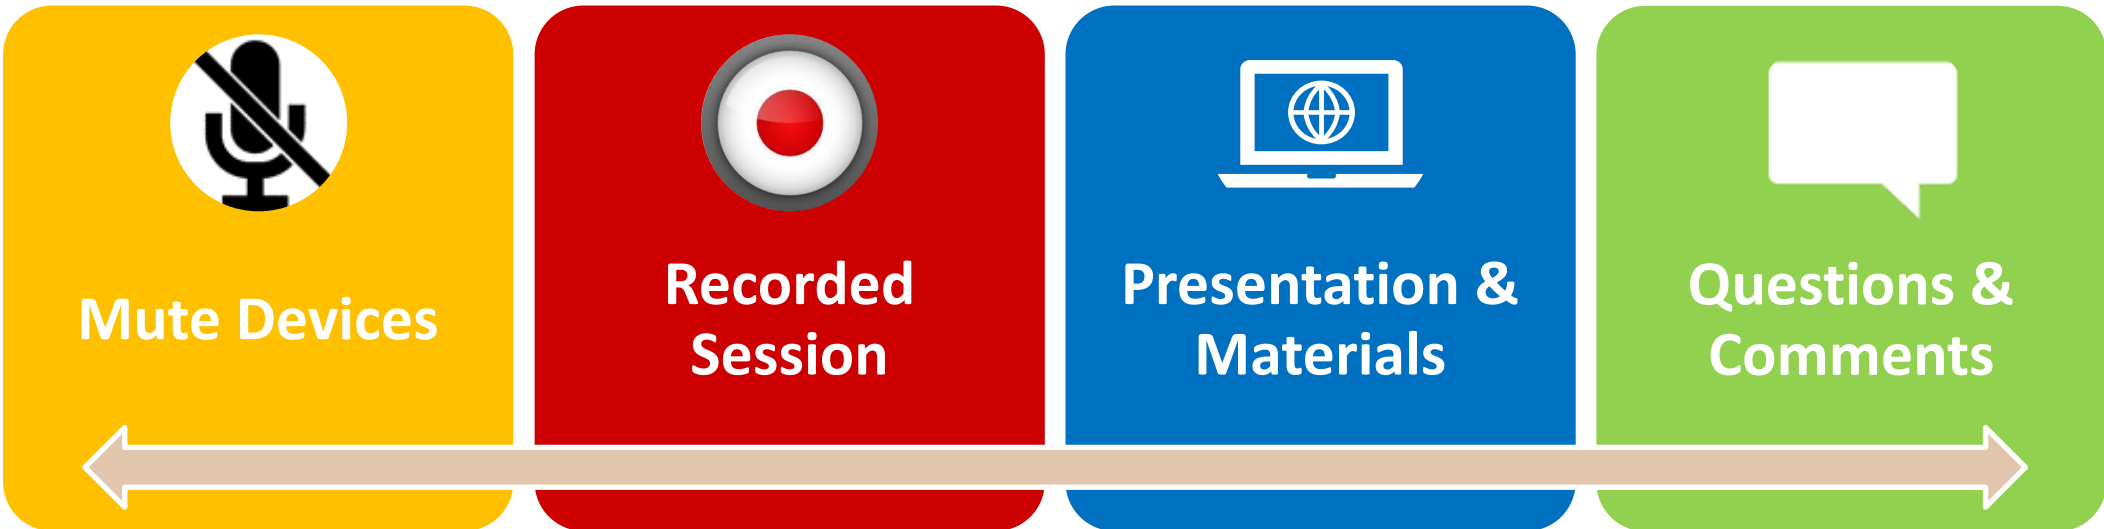 Mute Devices
Recorded
Session
Presentation &
Materials
Questions &
Comments